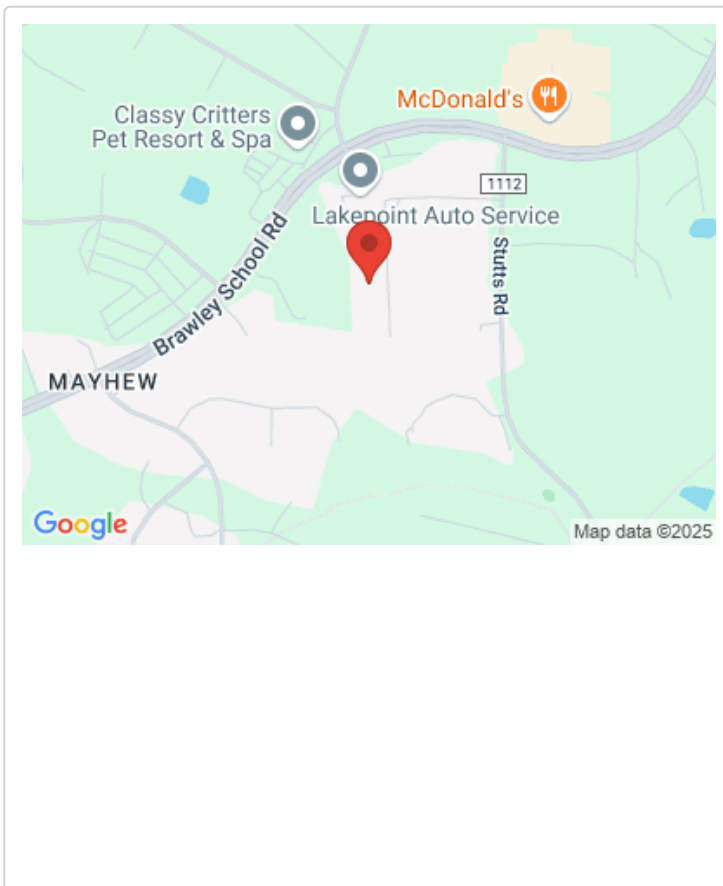 McDonald's
Classy Critters
Pet Resort & Spa
1112
Lakepoint Auto Service
Brawley School Rd
Stutts Rd
MAYHEW
Google
Map data ©2025